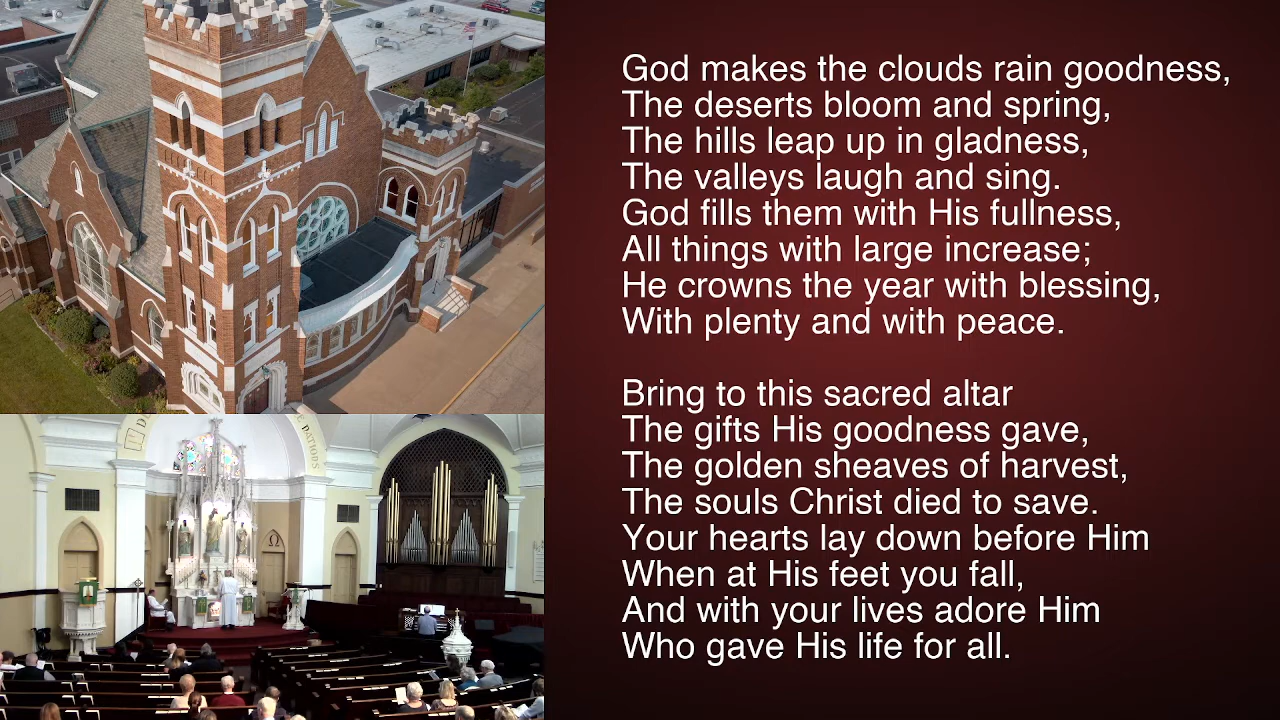 God makes the clouds rain goodness,
The deserts bloom and spring,
The hills leap up in gladness,
The valleys laugh and sing.
God fills them with His fullness,
All things with large increase;
He crowns the year with blessing,
With plenty and with peace.
Bring to this sacred altar
The gifts His goodness gave,
The golden sheaves of harvest,
The souls Christ died to save.
Your hearts lay down before Him
When at His feet you fall,
And with your lives adore Him
Who gave His life for all.
Ω